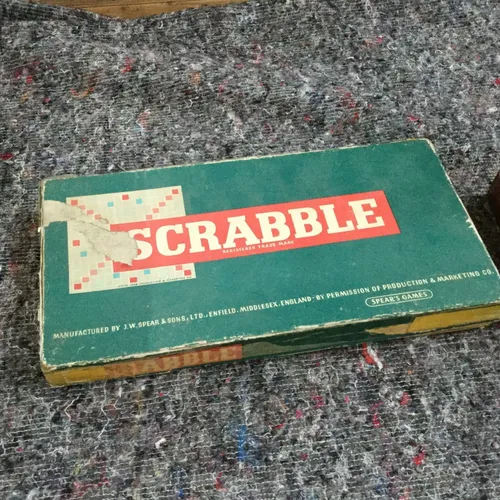 SCRABBLE
REGISTERED TRADE MARK
MANUFACTURED BY J.W. SPEAR & SONS, LTD., ENFIELD, MIDDLESEX, ENGLAND · BY PERMISSION OF PRODUCTION & MARKETING CO.
SPEAR'S GAMES
SCRABBLE